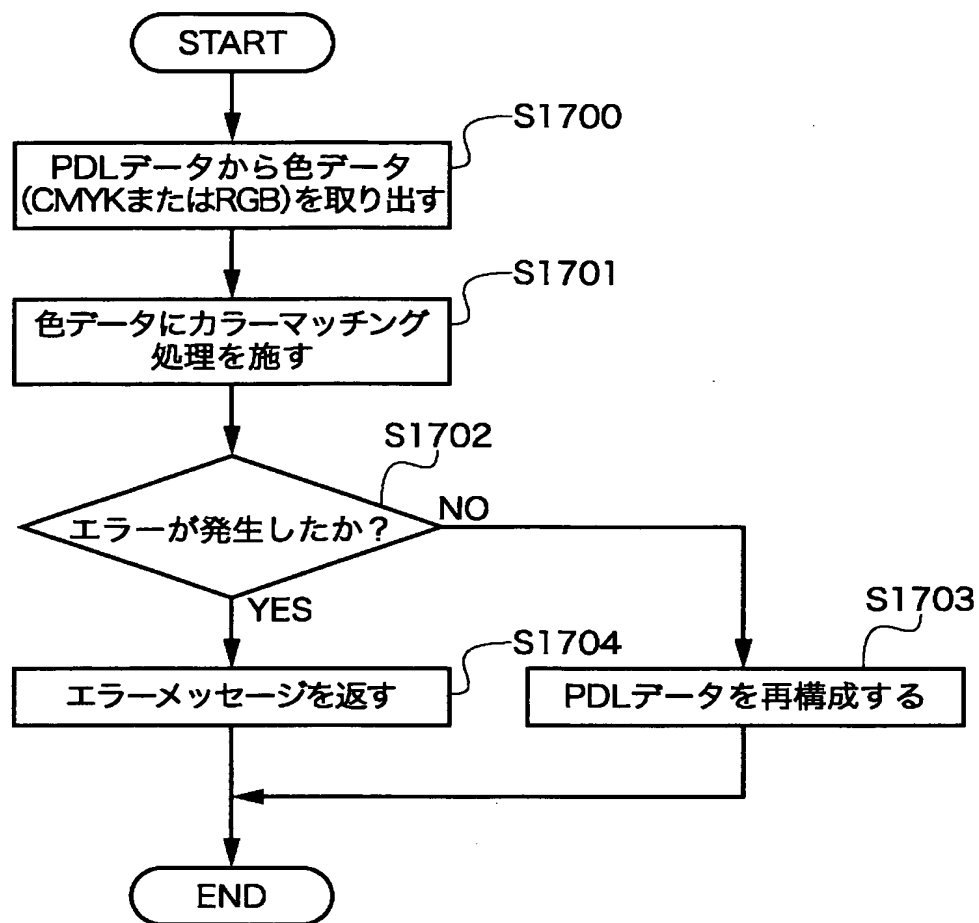 START
S1700
PDLデータから色データ
(CMYKまたはRGB)を取り出す
S1701
色データにカラーマッチング
処理を施す
S1702
エラーが発生したか?
NO
YES
S1703
S1704
エラーメッセージを返す
PDLデータを再構成する
END